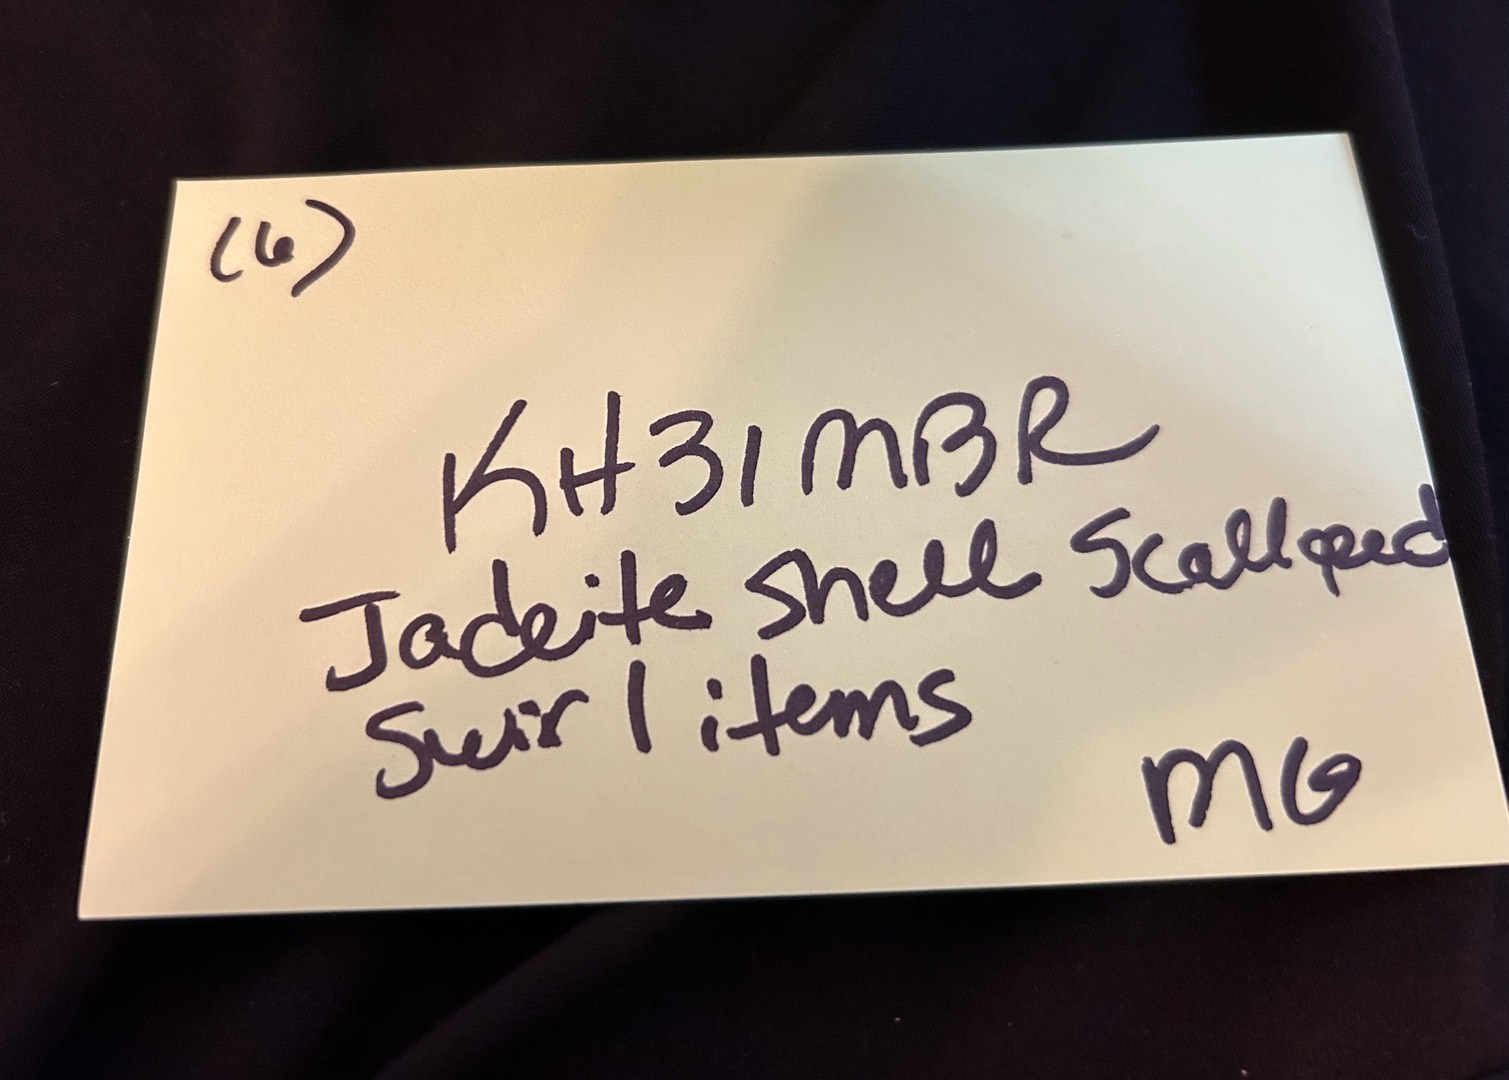 (6)
KH31MBR
Jadeite Shell Scalloped
Swirl items
MG